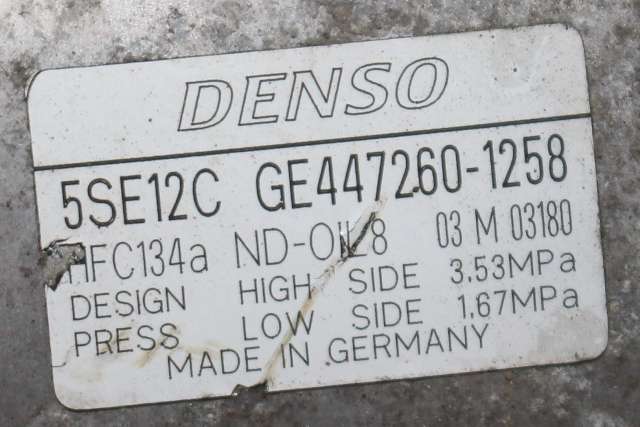 DENSO
5SE12C GE447260-1258
HFC134a ND-OIL8 03 M 03180
DESIGN HIGH SIDE 3.53MPa
PRESS LOW SIDE 1.67MPa
MADE IN GERMANY